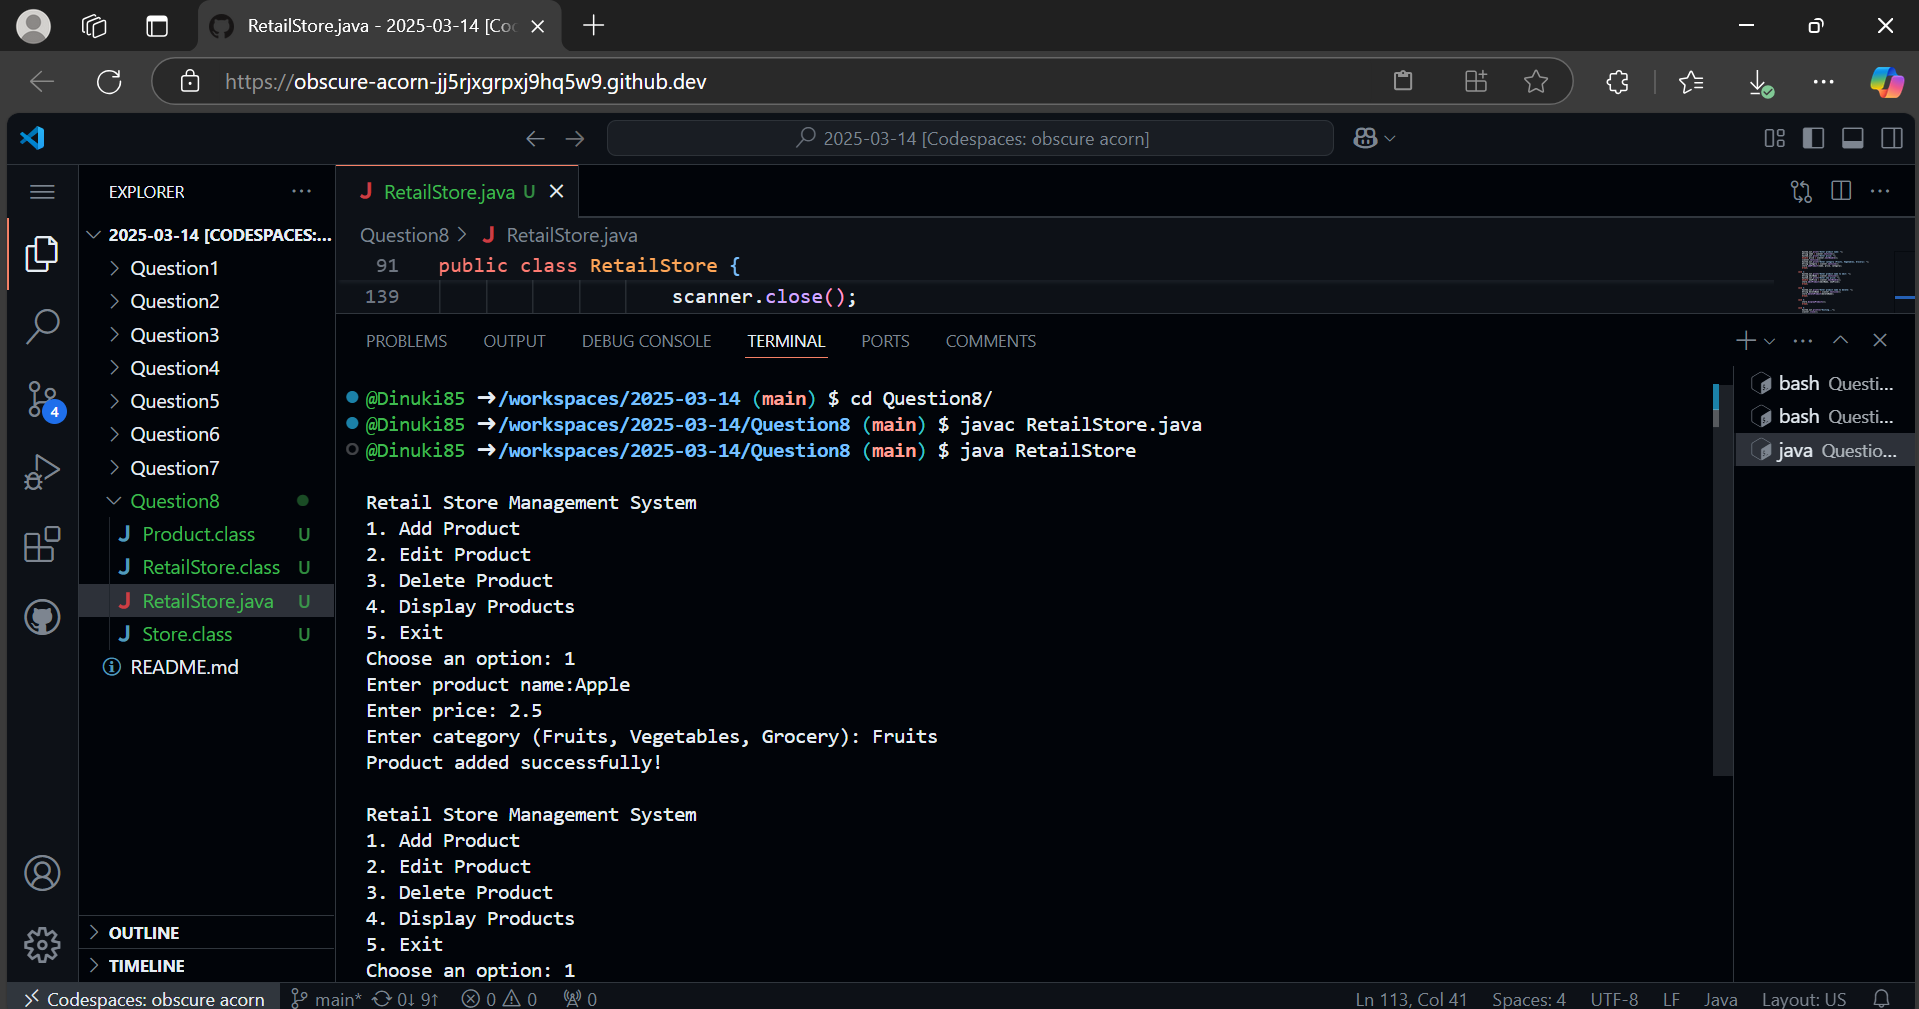 RetailStore.java - 2025-03-14 [Coc
https://obscure-acorn-jj5rjxgrpxj9hq5w9.github.dev
2025-03-14 [Codespaces: obscure acorn]
EXPLORER
2025-03-14 [CODESPACES:...
Question1
Question2
Question3
Question4
Question5
Question6
Question7
Question8
J Product.class U
J RetailStore.class U
J RetailStore.java U
J Store.class U
README.md
OUTLINE
TIMELINE
4
J RetailStore.java U
Question8 > J RetailStore.java
91 public class RetailStore {
139 scanner.close();
PROBLEMS OUTPUT DEBUG CONSOLE TERMINAL PORTS COMMENTS
@Dinuki85 ➜/workspaces/2025-03-14 (main) $ cd Question8/
@Dinuki85 ➜/workspaces/2025-03-14/Question8 (main) $ javac RetailStore.java
@Dinuki85 ➜/workspaces/2025-03-14/Question8 (main) $ java RetailStore
Retail Store Management System
1. Add Product
2. Edit Product
3. Delete Product
4. Display Products
5. Exit
Choose an option: 1
Enter product name:Apple
Enter price: 2.5
Enter category (Fruits, Vegetables, Grocery): Fruits
Product added successfully!
Retail Store Management System
1. Add Product
2. Edit Product
3. Delete Product
4. Display Products
5. Exit
Choose an option: 1
bash Questi...
bash Questi...
java Questio...
Codespaces: obscure acorn main* 0↓ 9↑ 0 0 0 Ln 113, Col 41 Spaces: 4 UTF-8 LF Java Layout: US